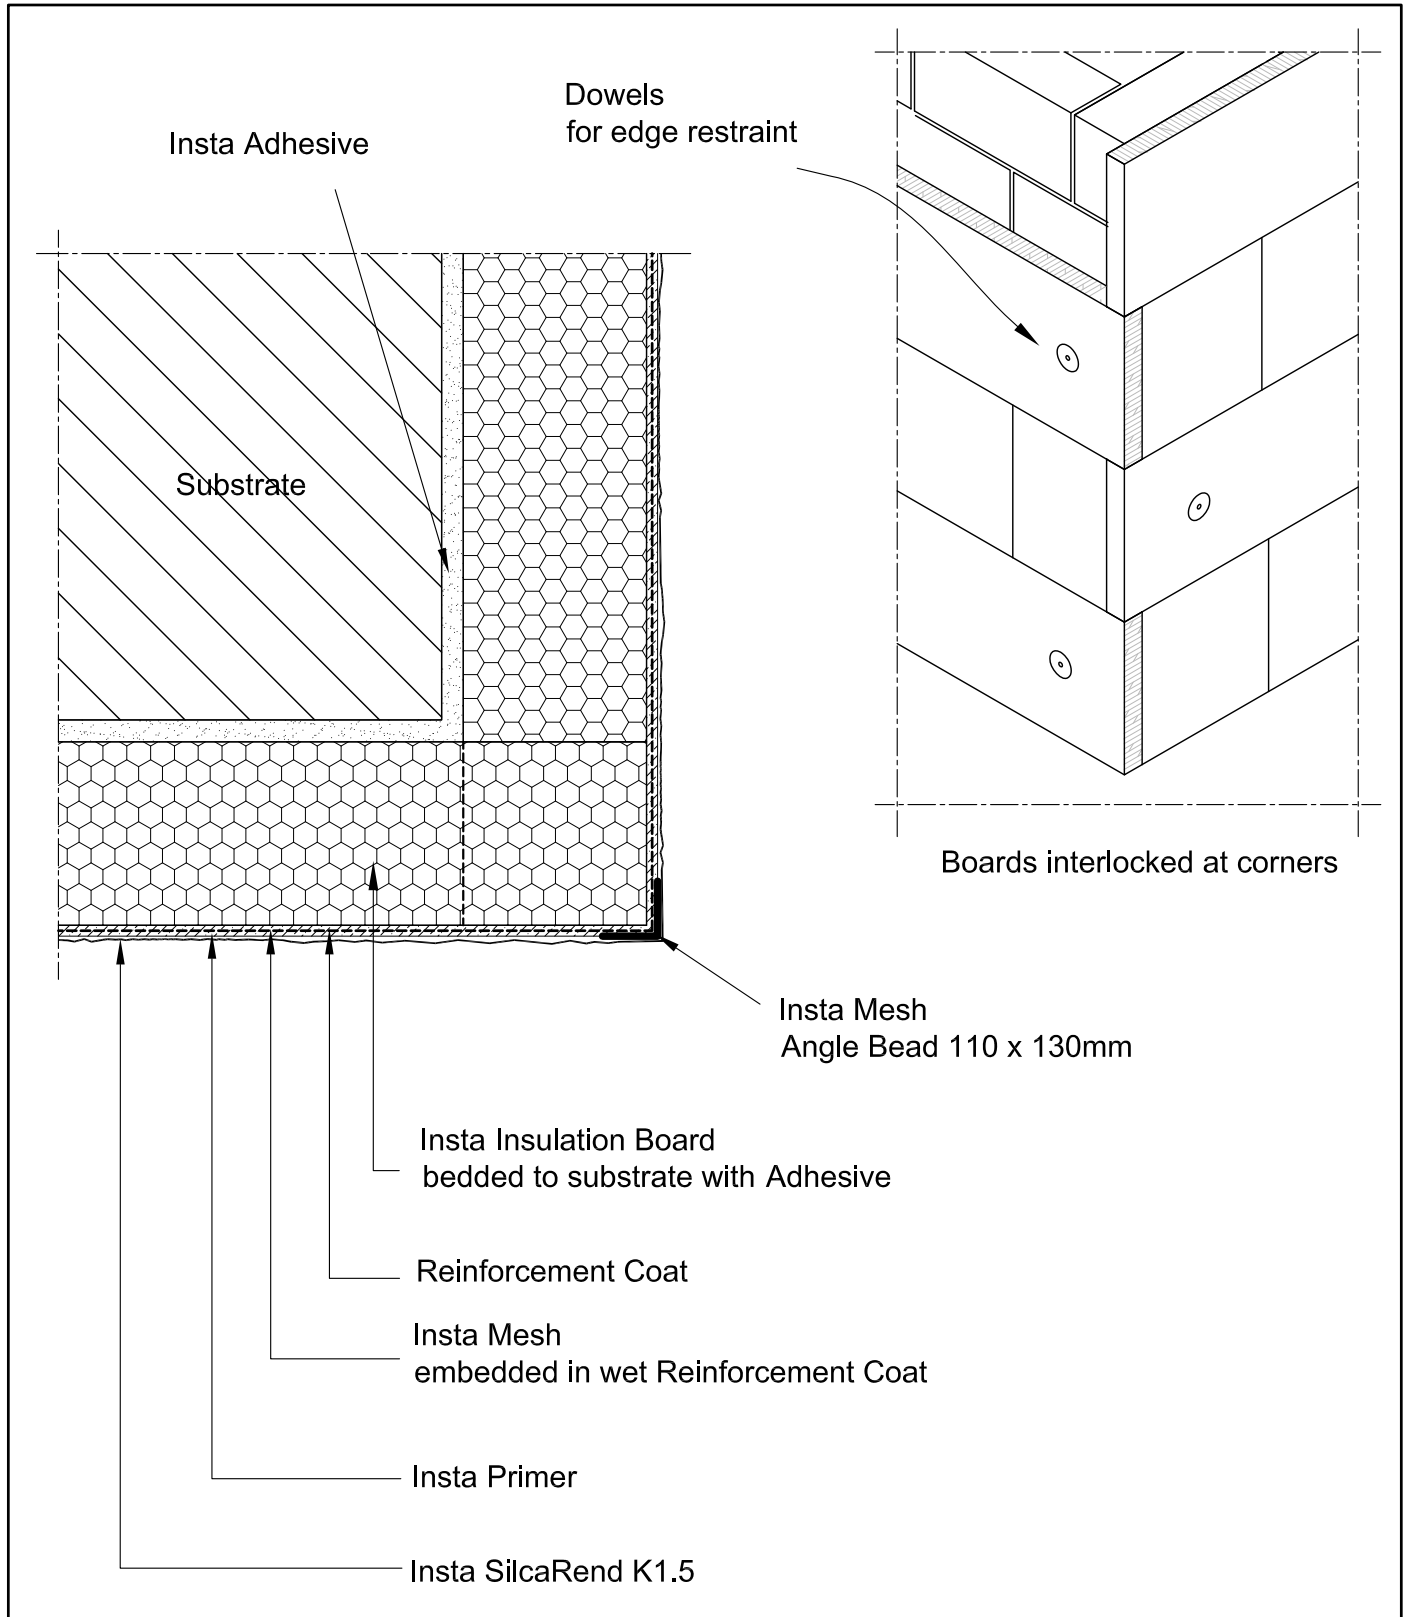 Dowels
for edge restraint
Insta Adhesive
Substrate
Boards interlocked at corners
Insta Mesh
Angle Bead 110 x 130mm
Insta Insulation Board
bedded to substrate with Adhesive
Reinforcement Coat
Insta Mesh
embedded in wet Reinforcement Coat
Insta Primer
Insta SilcaRend K1.5